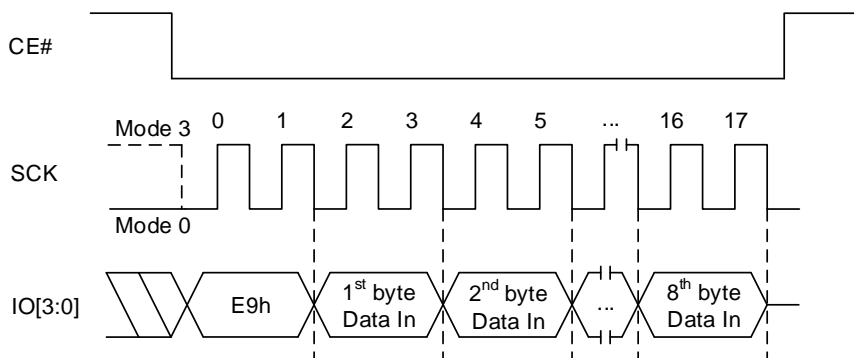 CE#
Mode 3
0 1 2 3 4 5 ... 16 17
SCK
Mode 0
IO[3:0]
E9h
1st byte
Data In
2nd byte
Data In
...
8th byte
Data In